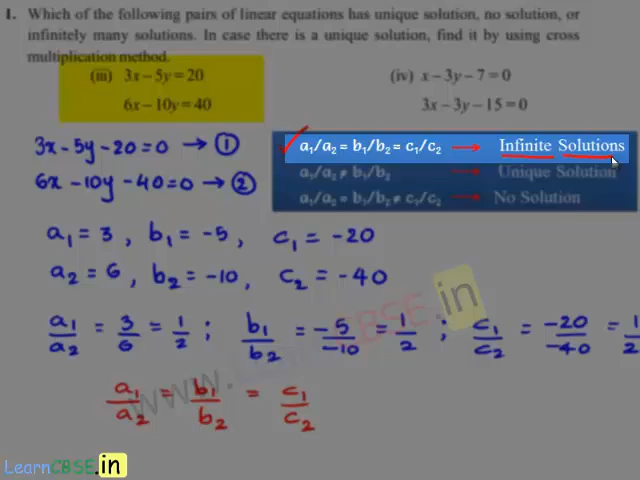 1. Which of the following pairs of linear equations has unique solution, no solution, or
infinitely many solutions. In case there is a unique solution, find it by using cross
multiplication method.
(iii) 3x – 5y = 20 (iv) x – 3y – 7 = 0
6x – 10y = 40 3x – 3y – 15 = 0
3x – 5y – 20 = 0 → ①
6x – 10y – 40 = 0 → ②
a₁/a₂ = b₁/b₂ = c₁/c₂ → Infinite Solutions
a₁/a₂ ≠ b₁/b₂ → Unique Solution
a₁/a₂ = b₁/b₂ ≠ c₁/c₂ → No Solution
a₁ = 3 , b₁ = -5 , c₁ = -20
a₂ = 6 , b₂ = -10 , c₂ = -40
a₁/a₂ = 3/6 = 1/2 ; b₁/b₂ = -5/-10 = 1/2 ; c₁/c₂ = -20/-40 = 1/2
a₁/a₂ = b₁/b₂ = c₁/c₂
www.LearnCBSE.in
LearnCBSE.in